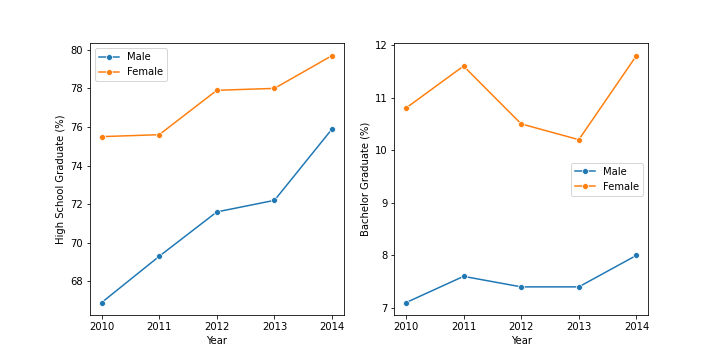 High School Graduate (%)
80
78
76
74
72
70
68
Male
Female
2010 2011 2012 2013 2014
Year
Bachelor Graduate (%)
12
11
10
9
8
7
Male
Female
2010 2011 2012 2013 2014
Year